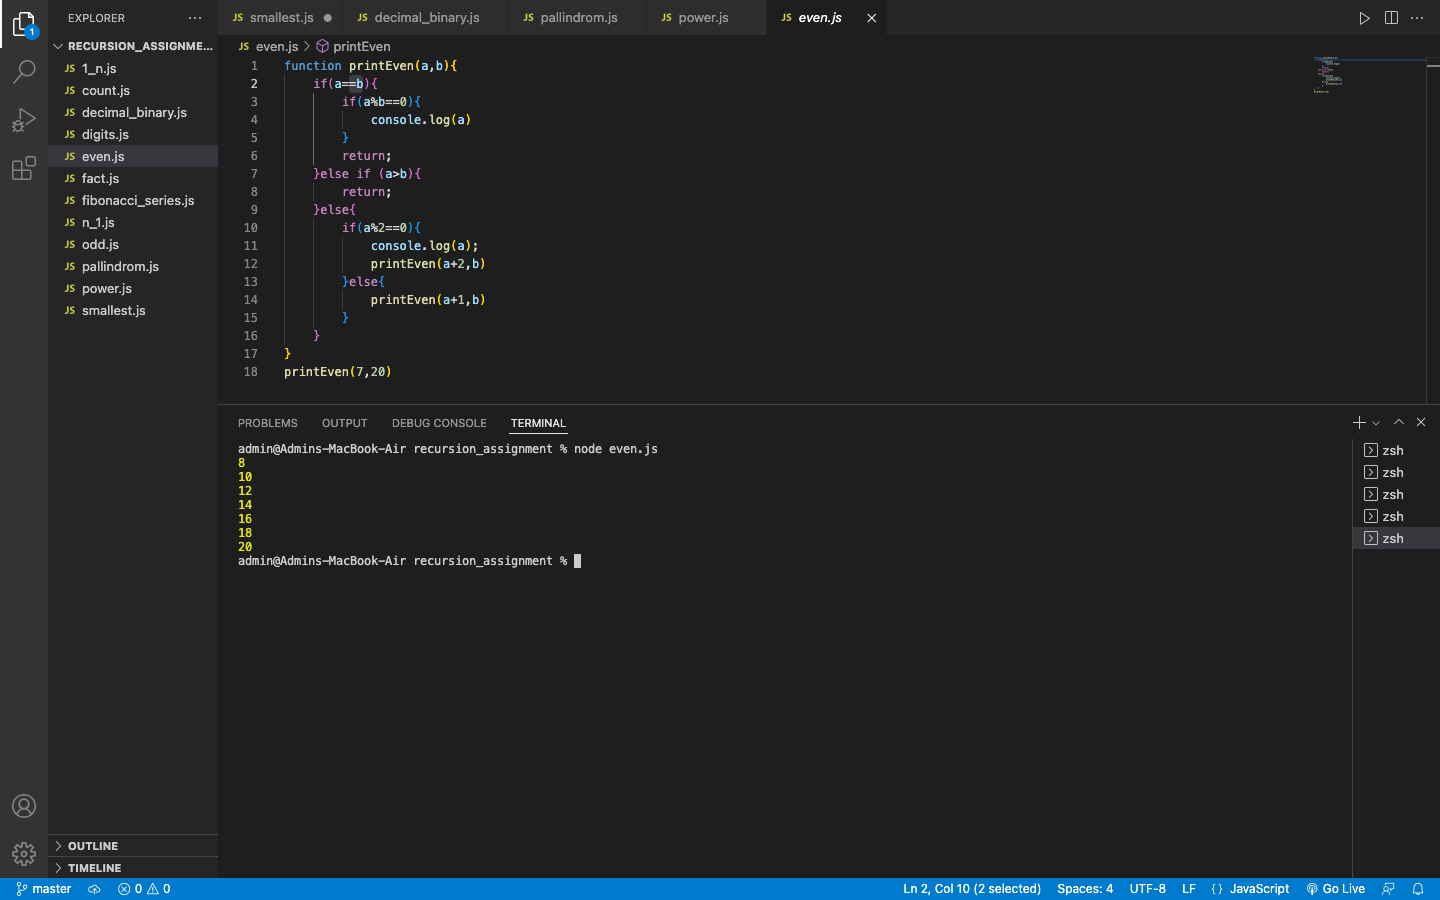 EXPLORER
smallest.js
decimal_binary.js
pallindrom.js
power.js
even.js
1
RECURSION_ASSIGNME...
JS 1_n.js
JS count.js
JS decimal_binary.js
JS digits.js
JS even.js
JS fact.js
JS fibonacci_series.js
JS n_1.js
JS odd.js
JS pallindrom.js
JS power.js
JS smallest.js
OUTLINE
TIMELINE
JS even.js > printEven
1 function printEven(a,b){
2 if(a==b){
3 if(a%b==0){
4 console.log(a)
5 }
6 return;
7 }else if (a>b){
8 return;
9 }else{
10 if(a%2==0){
11 console.log(a);
12 printEven(a+2,b)
13 }else{
14 printEven(a+1,b)
15 }
16 }
17 }
18 printEven(7,20)
PROBLEMS OUTPUT DEBUG CONSOLE TERMINAL
admin@Admins-MacBook-Air recursion_assignment % node even.js
8
10
12
14
16
18
20
admin@Admins-MacBook-Air recursion_assignment %
zsh
zsh
zsh
zsh
zsh
master 0 0 Ln 2, Col 10 (2 selected) Spaces: 4 UTF-8 LF {} JavaScript Go Live